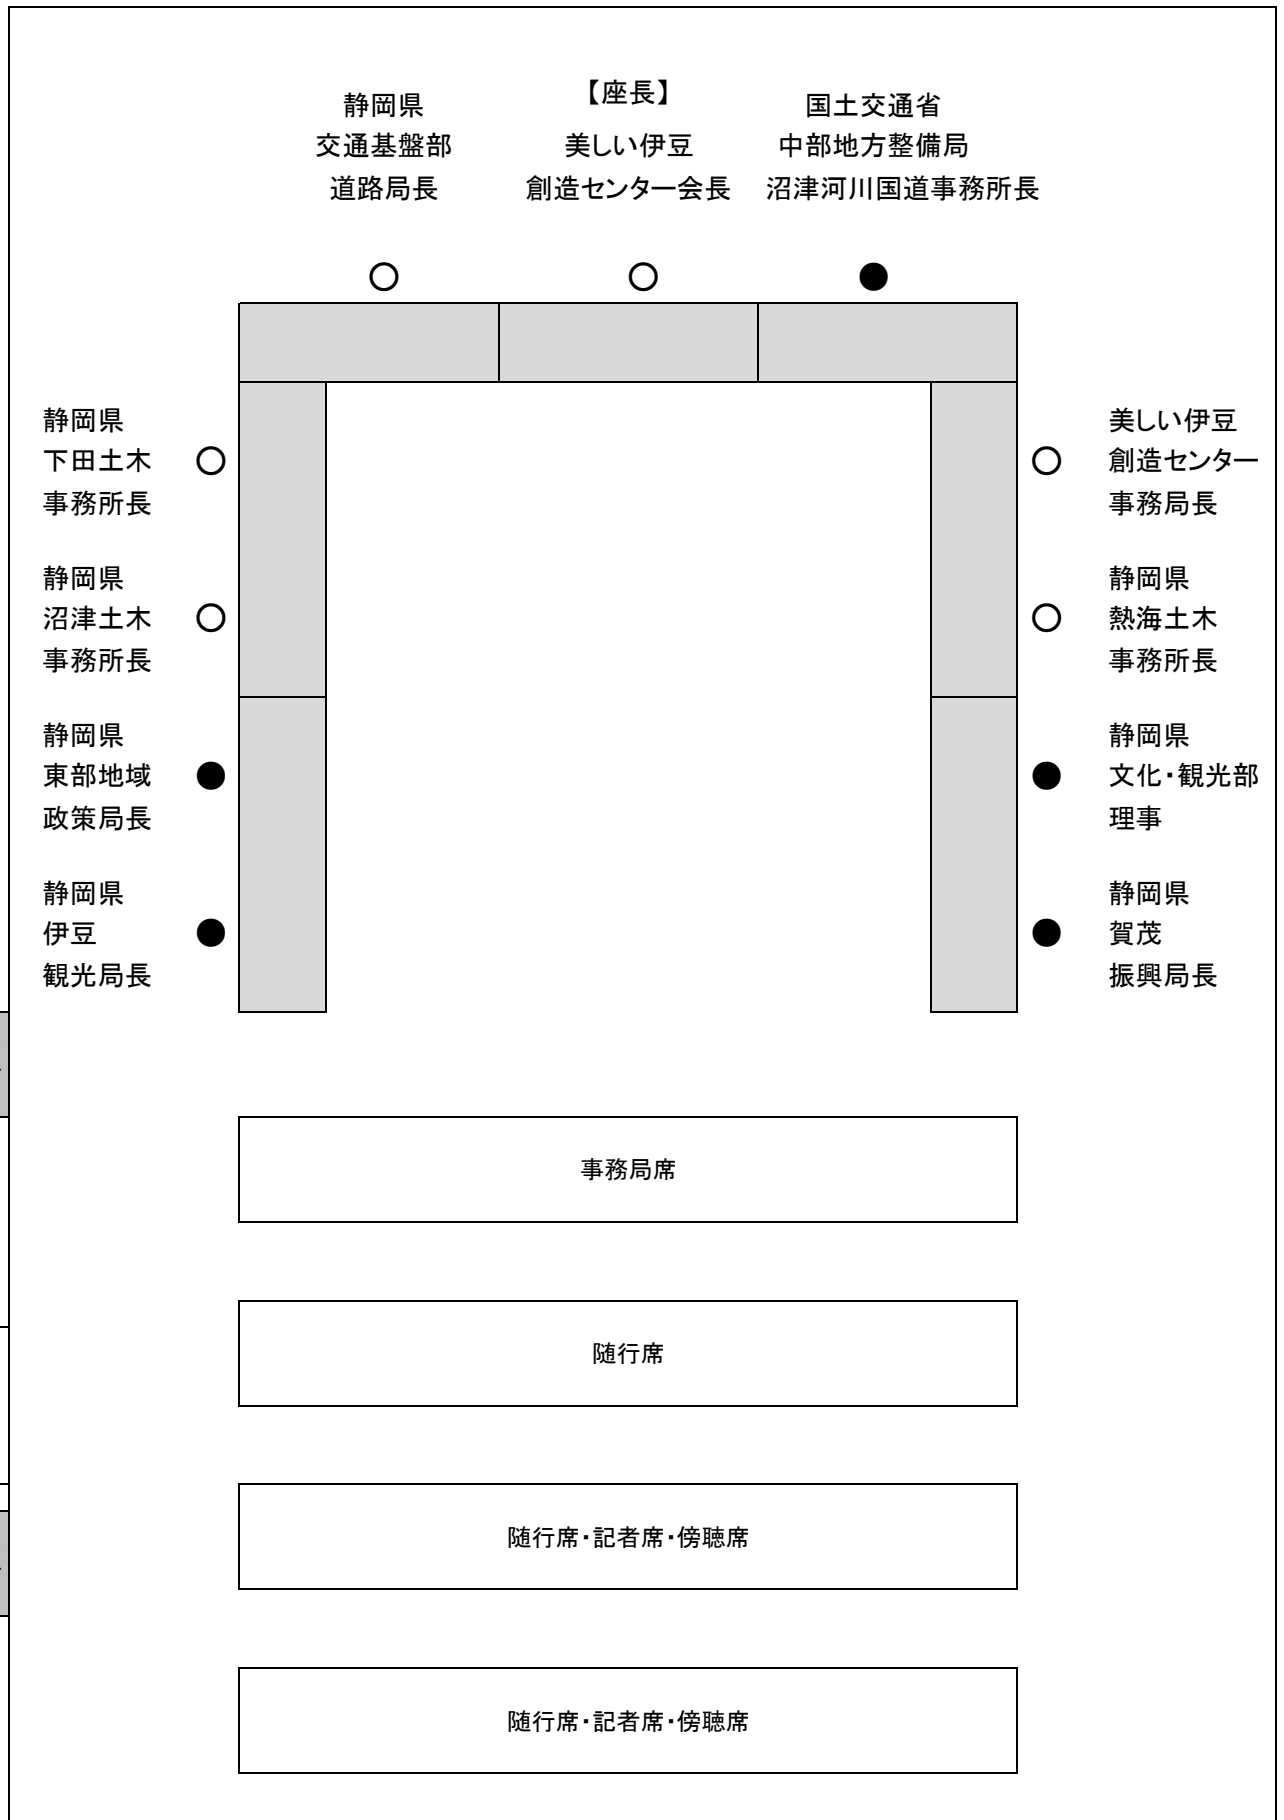 静岡県
交通基盤部
道路局長
【座長】
美しい伊豆
創造センター会長
国土交通省
中部地方整備局
沼津河川国道事務所長
○
○
●
静岡県
下田土木
事務所長
○
静岡県
沼津土木
事務所長
○
静岡県
東部地域
政策局長
●
静岡県
伊豆
観光局長
●
○
美しい伊豆
創造センター
事務局長
○
静岡県
熱海土木
事務所長
●
静岡県
文化・観光部
理事
●
静岡県
賀茂
振興局長
事務局席
随行席
随行席・記者席・傍聴席
随行席・記者席・傍聴席